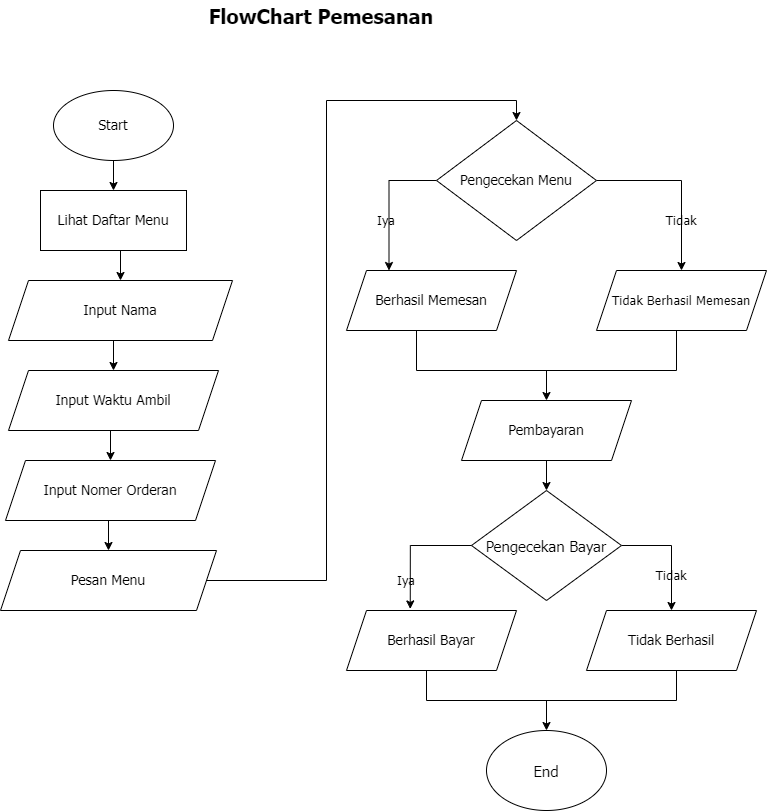 FlowChart Pemesanan
Start
Lihat Daftar Menu
Input Nama
Input Waktu Ambil
Input Nomer Orderan
Pesan Menu
Pengecekan Menu
Iya
Tidak
Berhasil Memesan
Tidak Berhasil Memesan
Pembayaran
Pengecekan Bayar
Iya
Tidak
Berhasil Bayar
Tidak Berhasil
End